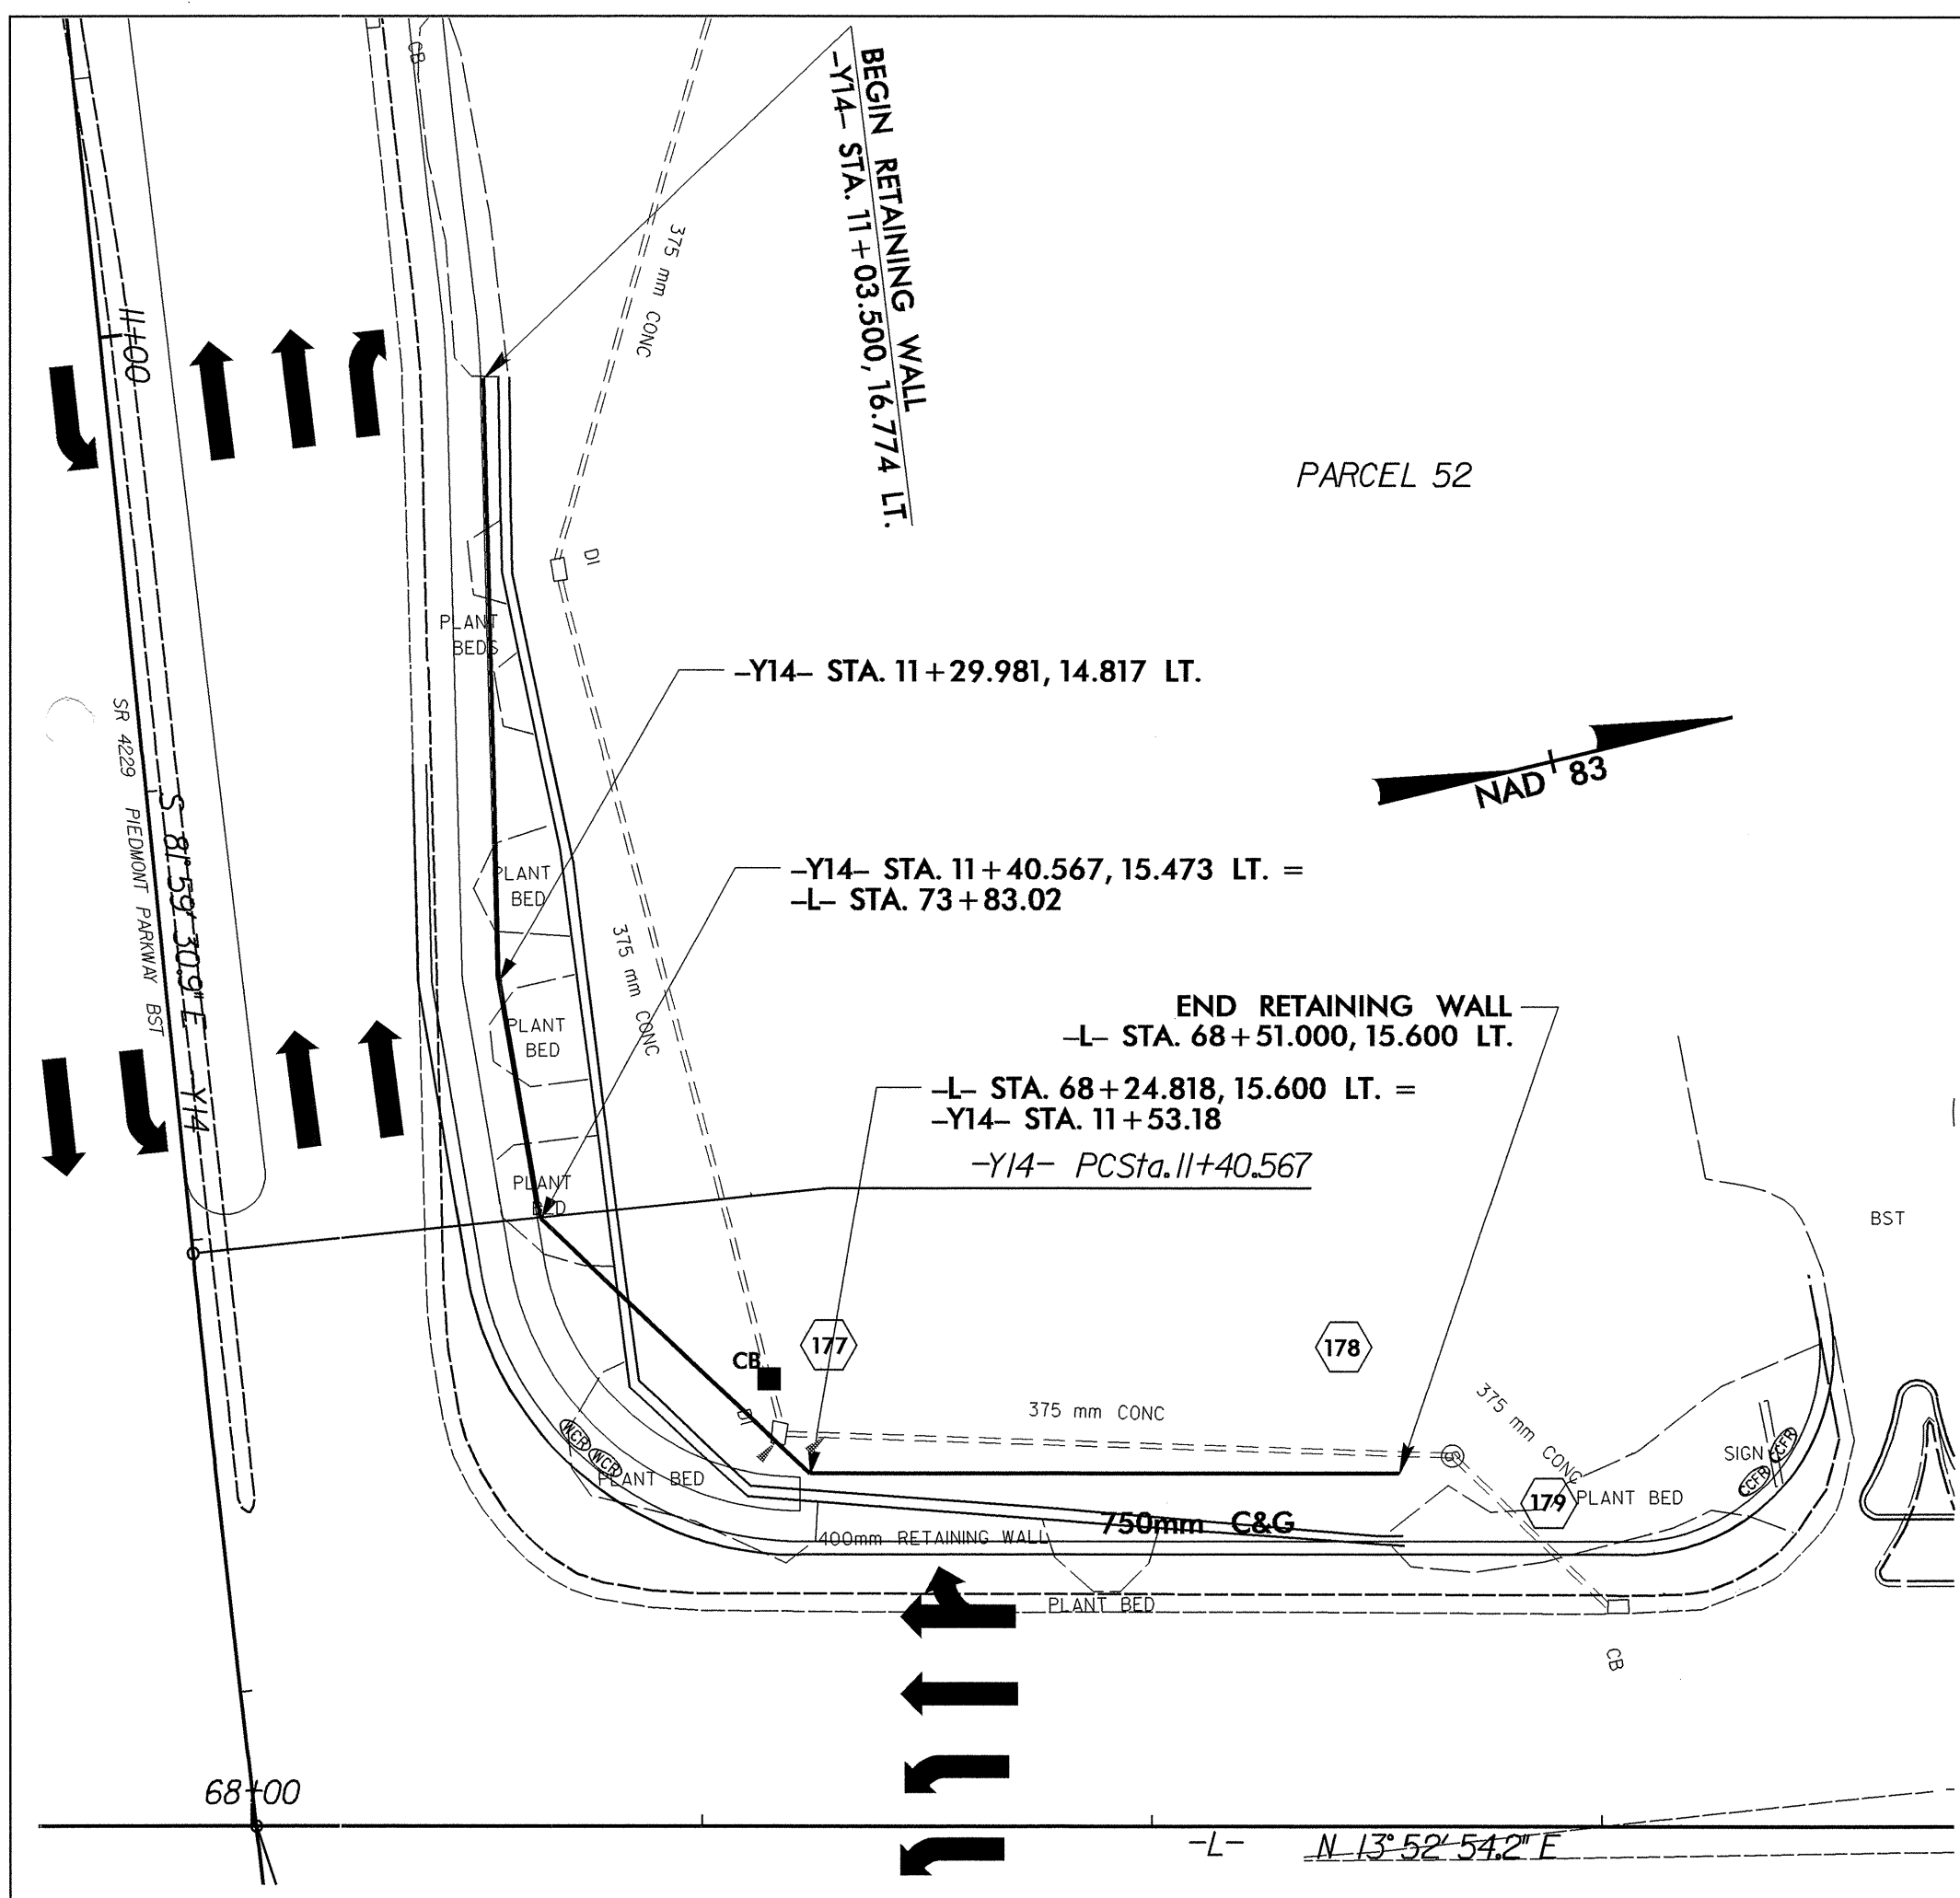 CB
BEGIN RETAINING WALL
-Y14- STA. 11+03.500, 16.774 LT.
375 mm CONC
11+00
PARCEL 52
DI
PLANT
BEDS
-Y14- STA. 11+29.981, 14.817 LT.
SR 4229 PIEDMONT PARKWAY BST
S 81°59'30.9" E -Y14-
NAD 83
-Y14- STA. 11+40.567, 15.473 LT. =
-L- STA. 73+83.02
PLANT
BED
375 mm CONC
PLANT
BED
END RETAINING WALL
-L- STA. 68+51.000, 15.600 LT.
-L- STA. 68+24.818, 15.600 LT. =
-Y14- STA. 11+53.18
-Y14- PCSta.11+40.567
PLANT
BED
BST
177
178
CB
DI
375 mm CONC
375 mm CONC
WCR
WCR
PLANT BED
SIGN
CCFR
CCFR
179
PLANT BED
750mm C&G
400mm RETAINING WALL
PLANT BED
CB
68+00
-L- N 13°52'54.2" E